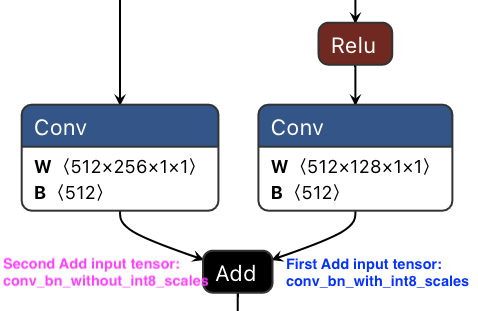 Relu
Conv
W 〈512×256×1×1〉
B 〈512〉
Conv
W 〈512×128×1×1〉
B 〈512〉
Second Add input tensor:
conv_bn_without_int8_scales
Add
First Add input tensor:
conv_bn_with_int8_scales